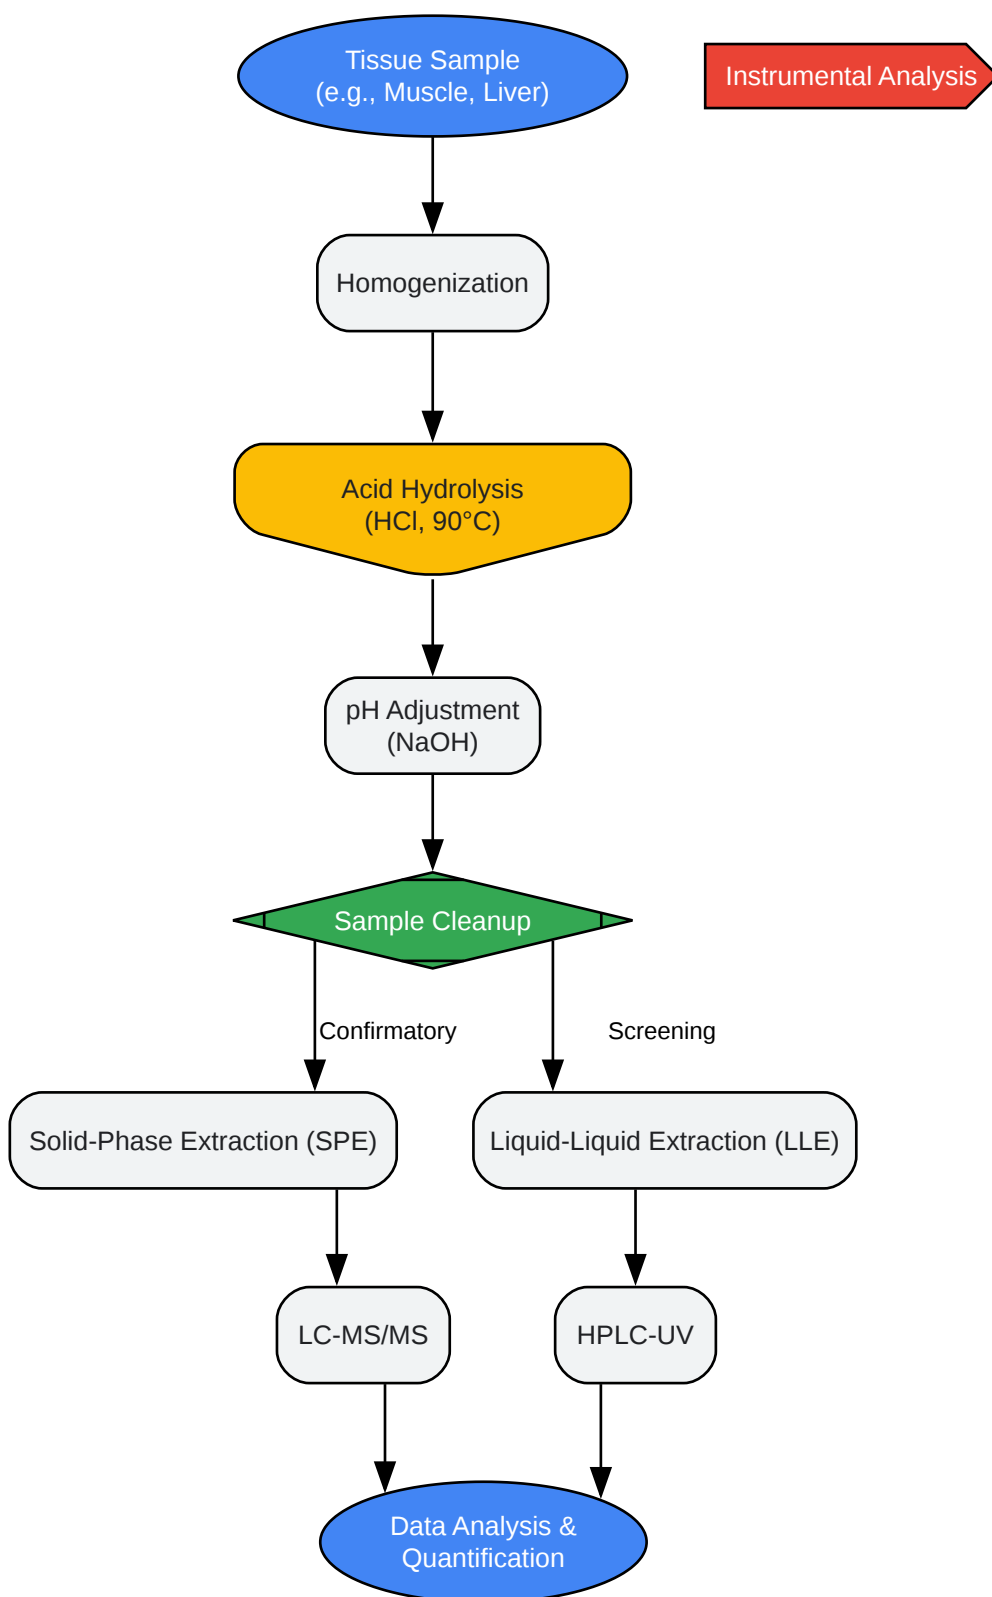 Tissue Sample
(e.g., Muscle, Liver)
Instrumental Analysis
Homogenization
Acid Hydrolysis
(HCl, 90°C)
pH Adjustment
(NaOH)
Sample Cleanup
Confirmatory
Screening
Solid-Phase Extraction (SPE)
Liquid-Liquid Extraction (LLE)
LC-MS/MS
HPLC-UV
Data Analysis &
Quantification